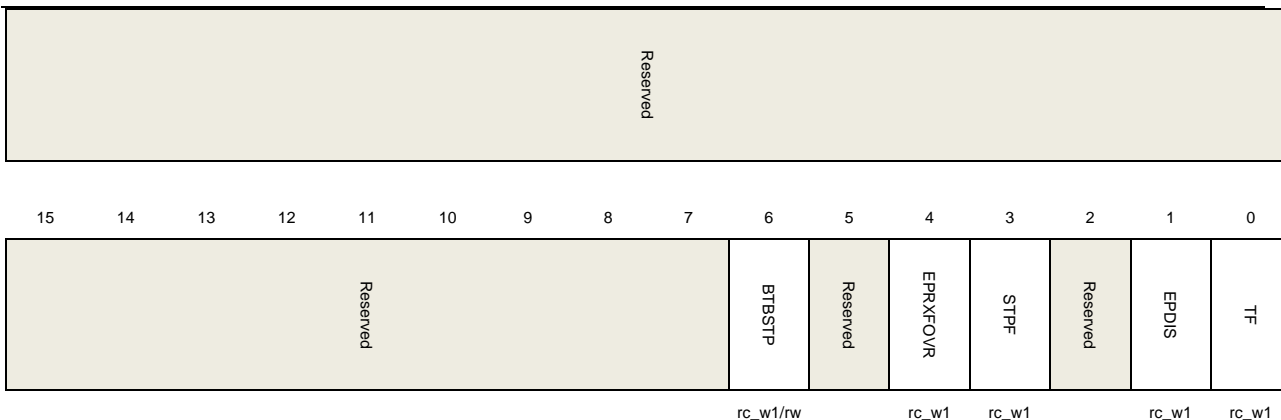 Reserved
15 14 13 12 11 10 9 8 7 6 5 4 3 2 1 0
Reserved BTBSTP Reserved EPRXFOVR STPF Reserved EPDIS TF
rc_w1/rw rc_w1 rc_w1 rc_w1 rc_w1